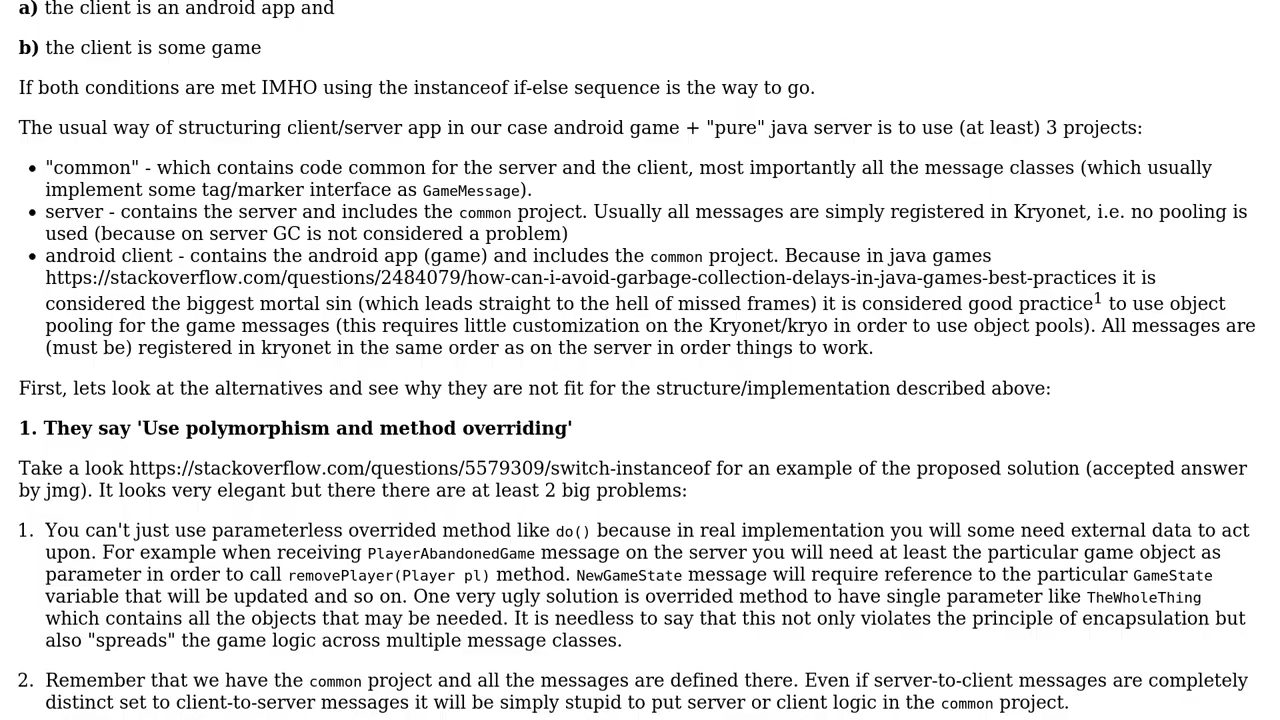 a) the client is an android app and
b) the client is some game
If both conditions are met IMHO using the instanceof if-else sequence is the way to go.
The usual way of structuring client/server app in our case android game + "pure" java server is to use (at least) 3 projects:
• "common" - which contains code common for the server and the client, most importantly all the message classes (which usually
implement some tag/marker interface as GameMessage).
• server - contains the server and includes the common project. Usually all messages are simply registered in Kryonet, i.e. no pooling is
used (because on server GC is not considered a problem)
• android client - contains the android app (game) and includes the common project. Because in java games
https://stackoverflow.com/questions/2484079/how-can-i-avoid-garbage-collection-delays-in-java-games-best-practices it is
considered the biggest mortal sin (which leads straight to the hell of missed frames) it is considered good practice1 to use object
pooling for the game messages (this requires little customization on the Kryonet/kryo in order to use object pools). All messages are
(must be) registered in kryonet in the same order as on the server in order things to work.
First, lets look at the alternatives and see why they are not fit for the structure/implementation described above:
1. They say 'Use polymorphism and method overriding'
Take a look https://stackoverflow.com/questions/5579309/switch-instanceof for an example of the proposed solution (accepted answer
by jmg). It looks very elegant but there there are at least 2 big problems:
1. You can't just use parameterless overrided method like do() because in real implementation you will some need external data to act
upon. For example when receiving PlayerAbandonedGame message on the server you will need at least the particular game object as
parameter in order to call removePlayer(Player pl) method. NewGameState message will require reference to the particular GameState
variable that will be updated and so on. One very ugly solution is overrided method to have single parameter like TheWholeThing
which contains all the objects that may be needed. It is needless to say that this not only violates the principle of encapsulation but
also "spreads" the game logic across multiple message classes.
2. Remember that we have the common project and all the messages are defined there. Even if server-to-client messages are completely
distinct set to client-to-server messages it will be simply stupid to put server or client logic in the common project.